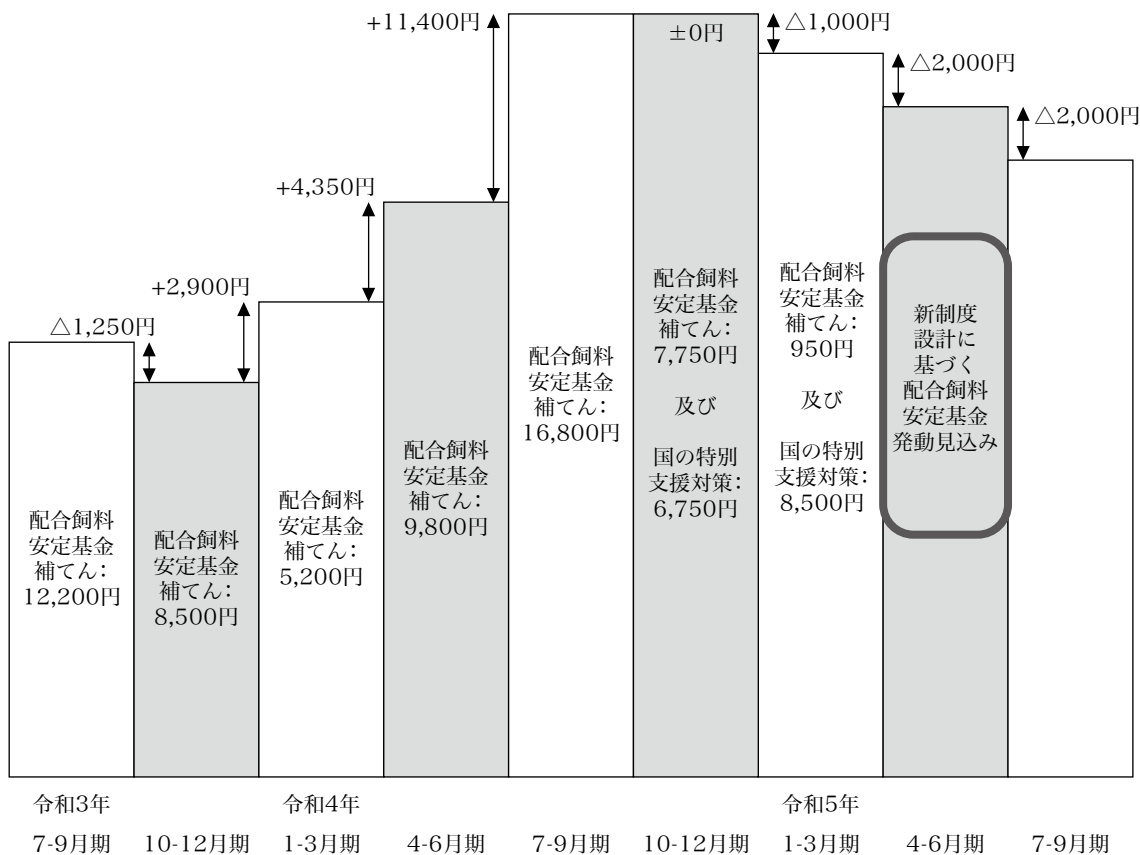 +11,400円
±0円
△1,000円
△2,000円
△2,000円
+4,350円
+2,900円
△1,250円
配合飼料
安定基金
補てん：
12,200円
配合飼料
安定基金
補てん：
8,500円
配合飼料
安定基金
補てん：
5,200円
配合飼料
安定基金
補てん：
9,800円
配合飼料
安定基金
補てん：
16,800円
配合飼料
安定基金
補てん：
7,750円
及び
国の特別
支援対策：
6,750円
配合飼料
安定基金
補てん：
950円
及び
国の特別
支援対策：
8,500円
新制度
設計に
基づく
配合飼料
安定基金
発動見込み
令和3年
令和4年
令和5年
7-9月期
10-12月期
1-3月期
4-6月期
7-9月期
10-12月期
1-3月期
4-6月期
7-9月期